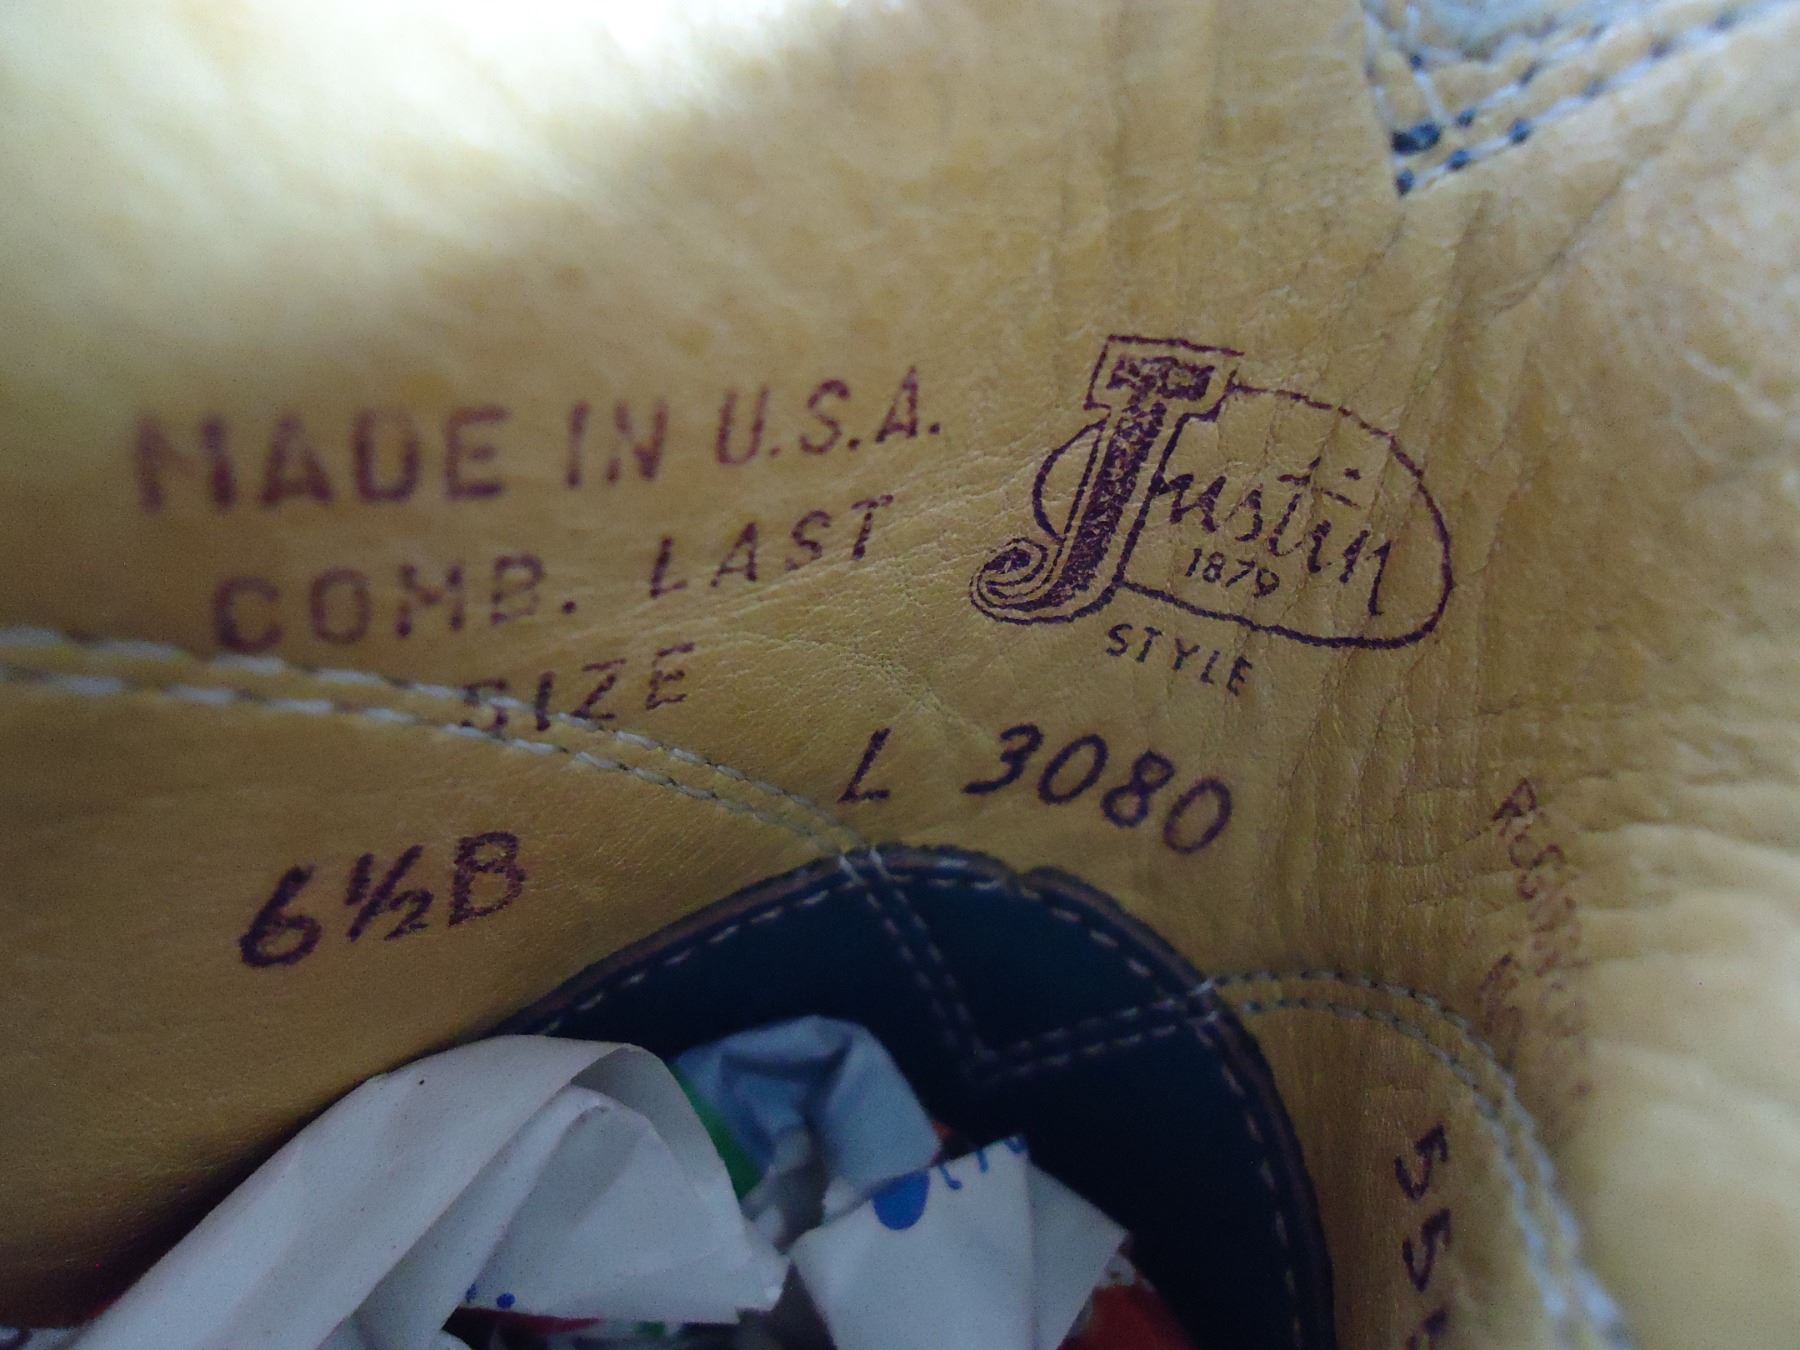 MADE IN U.S.A.
COMB. LAST
SIZE
6½B
Justin
1879
STYLE
L 3080